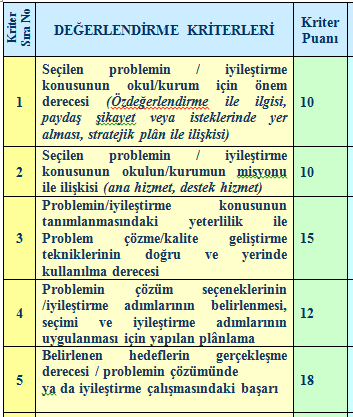 Kriter Sıra No
DEĞERLENDİRME KRİTERLERİ
Kriter
Puanı
1
Seçilen problemin / iyileştirme
konusunun okul/kurum için önem
derecesi (Özdeğerlendirme ile ilgisi,
paydaş şikayet veya isteklerinde yer
alması, stratejik plân ile ilişkisi)
10
2
Seçilen problemin / iyileştirme
konusunun okulun/kurumun misyonu
ile ilişkisi (ana hizmet, destek hizmet)
10
3
Problemin/iyileştirme konusunun
tanımlanmasındaki yeterlilik ile
Problem çözme/kalite geliştirme
tekniklerinin doğru ve yerinde
kullanılma derecesi
15
4
Problemin çözüm seçeneklerinin
/iyileştirme adımlarının belirlenmesi,
seçimi ve iyileştirme adımlarının
uygulanması için yapılan plânlama
12
5
Belirlenen hedeflerin gerçekleşme
derecesi / problemin çözümünde
ya da iyileştirme çalışmasındaki başarı
18